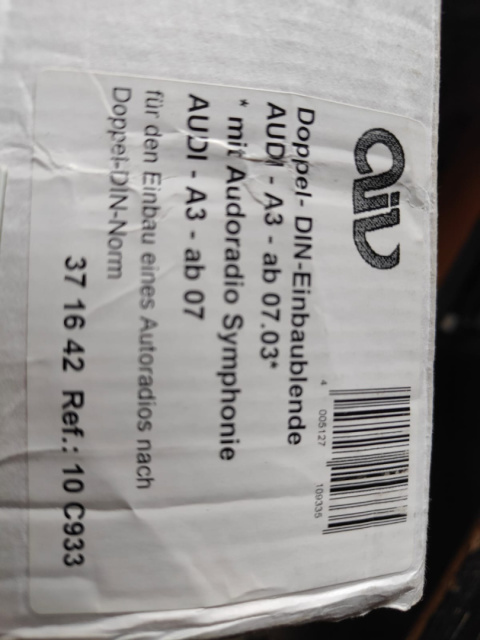 aiv
Doppel- DIN-Einbaublende
AUDI - A3 - ab 07.03*
* mit Audoradio Symphonie
AUDI - A3 - ab 07
für den Einbau eines Autoradios nach
Doppel-DIN-Norm
37 16 42 Ref.: 10 C933
4 005127 109335